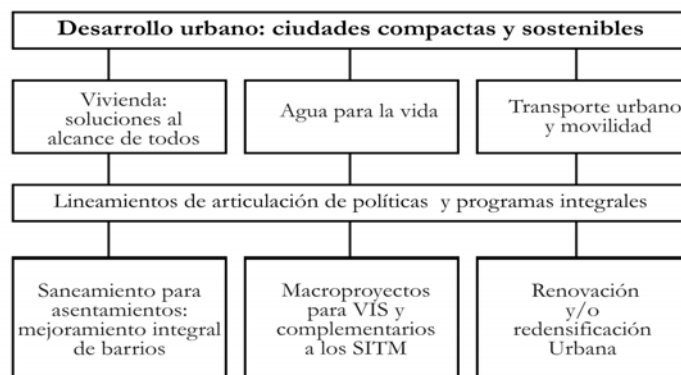 Desarrollo urbano: ciudades compactas y sostenibles
Vivienda:
soluciones al
alcance de todos
Agua para la vida
Transporte urbano
y movilidad
Lineamientos de articulación de políticas y programas integrales
Saneamiento para
asentamientos:
mejoramiento integral
de barrios
Macroproyectos
para VIS y
complementarios
a los SITM
Renovación
y/o
redensificación
Urbana